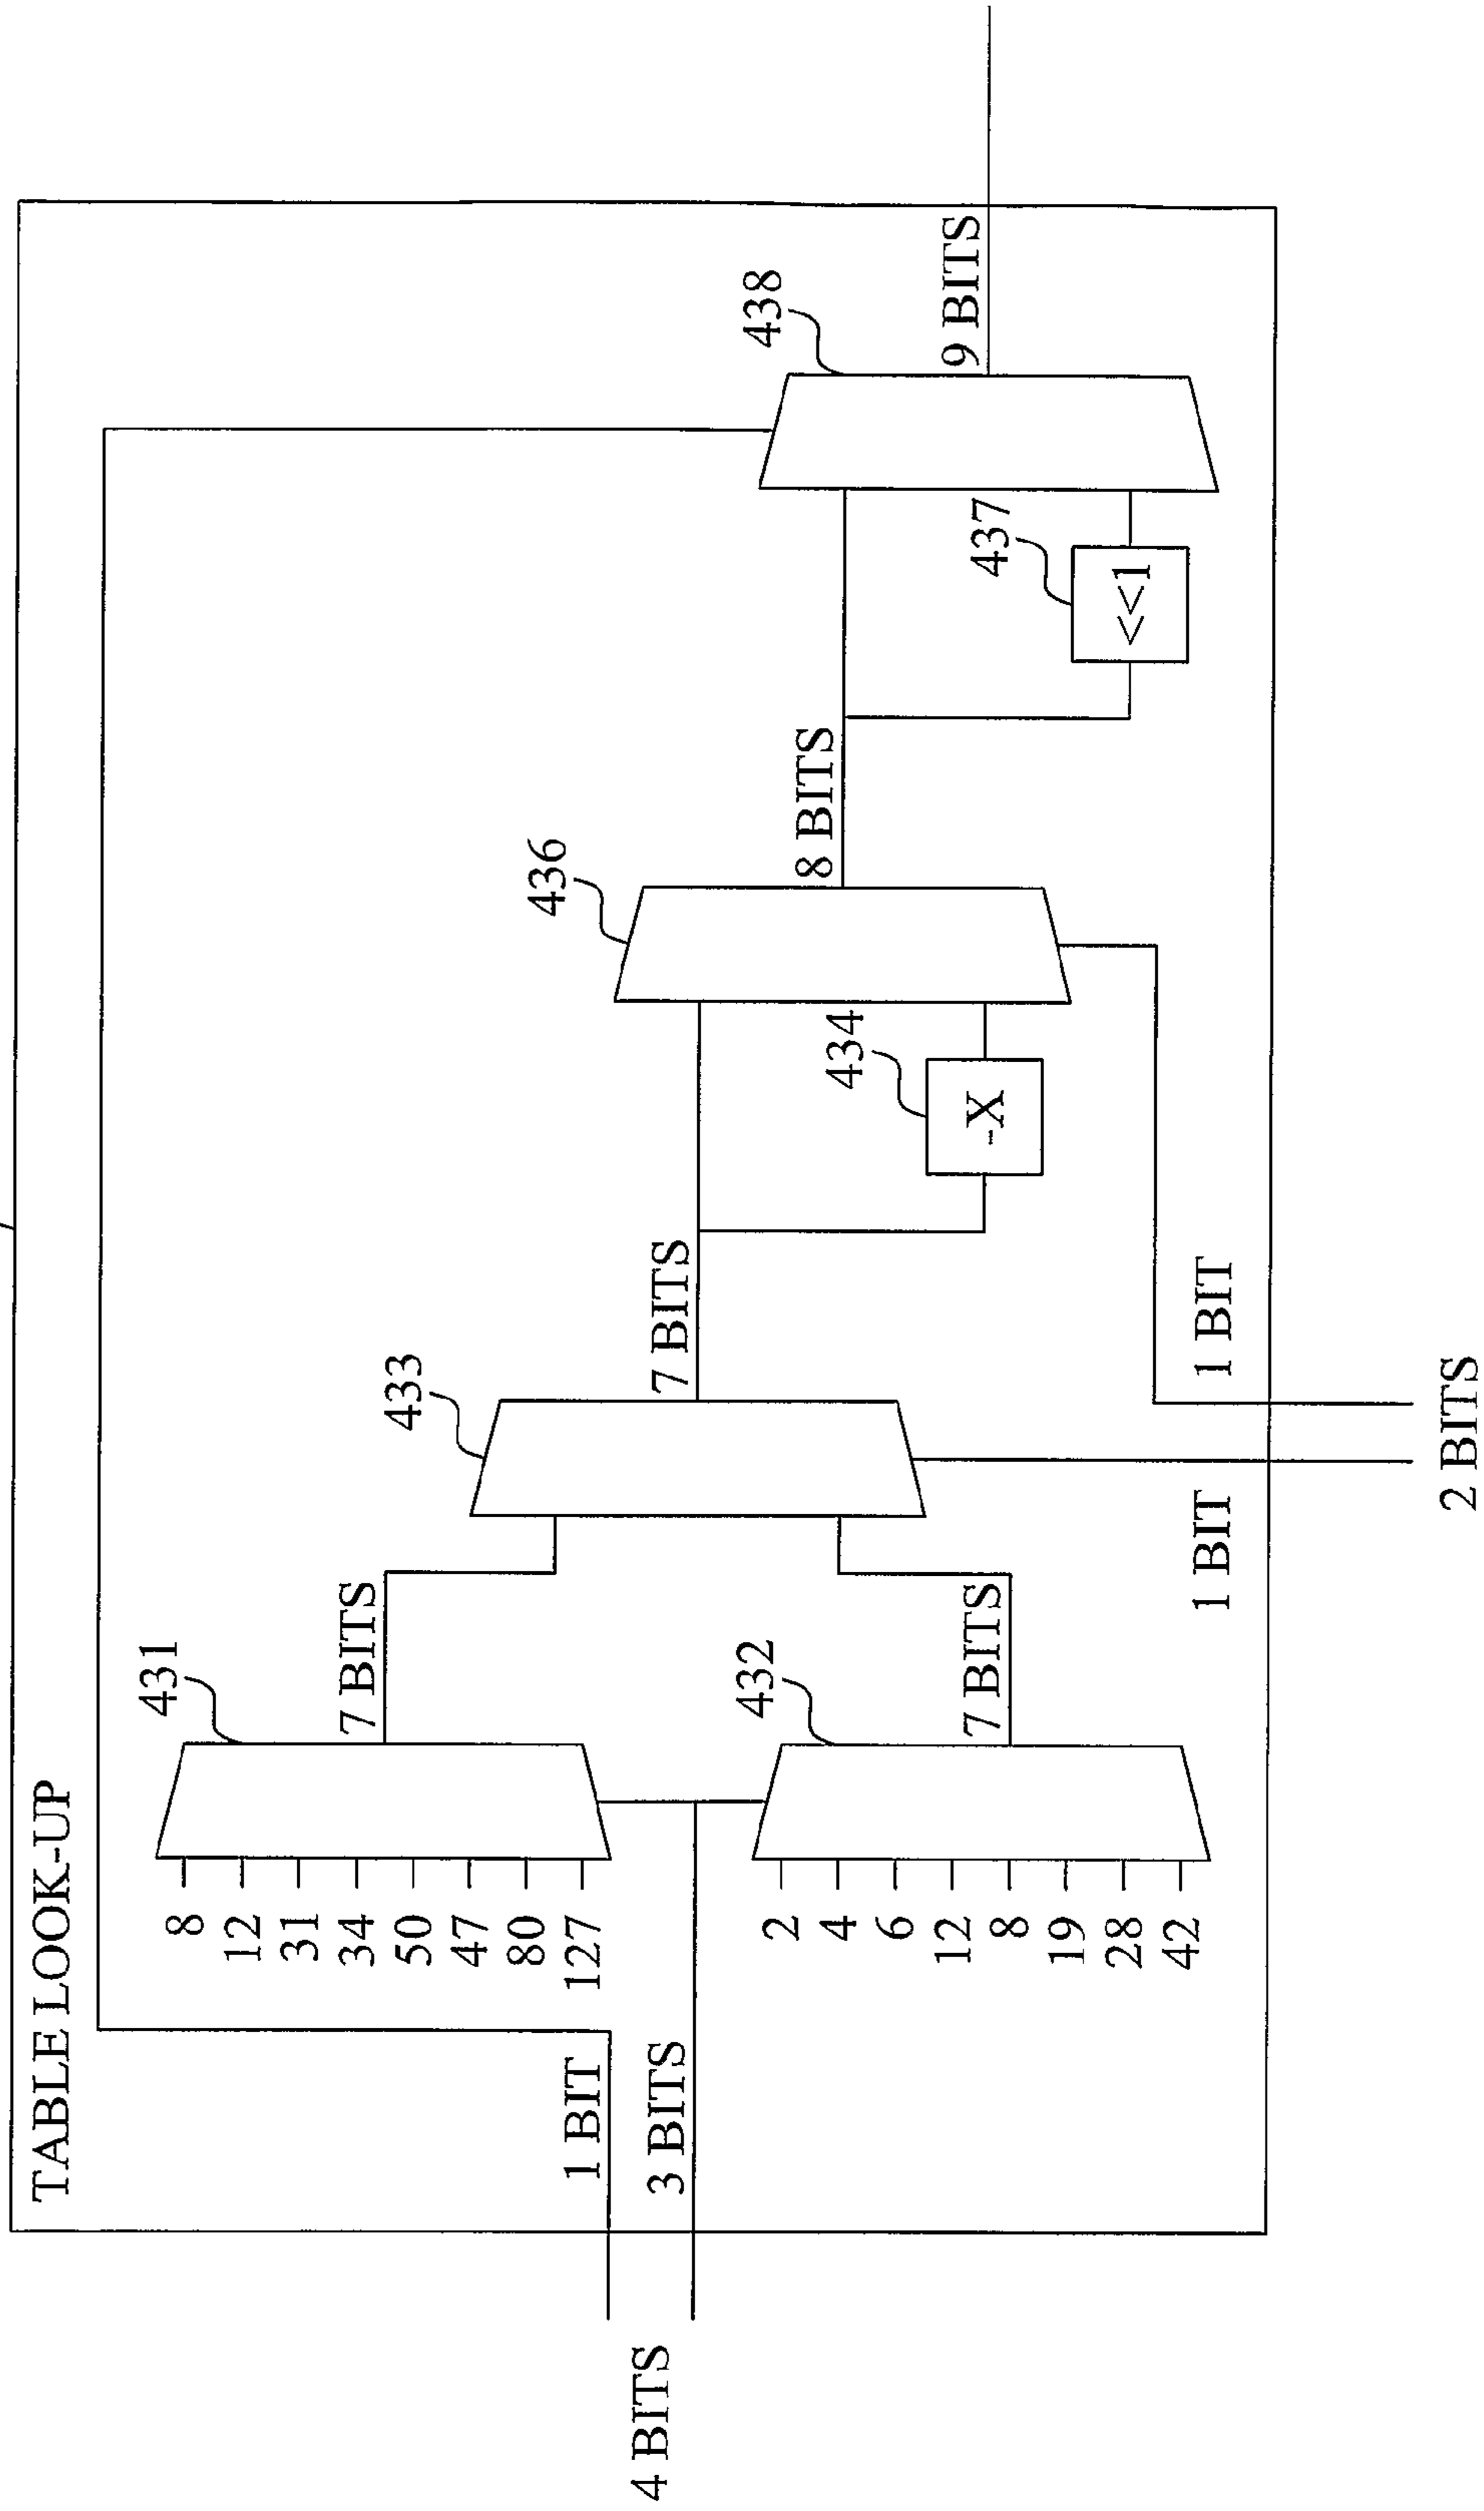 TABLE LOOK-UP
4 BITS
1 BIT
3 BITS
8
12
31
34
50
47
80
127
431
7 BITS
2
4
6
12
8
19
28
42
432
7 BITS
433
7 BITS
1 BIT
1 BIT
2 BITS
-X
434
436
8 BITS
<<1
437
438
9 BITS